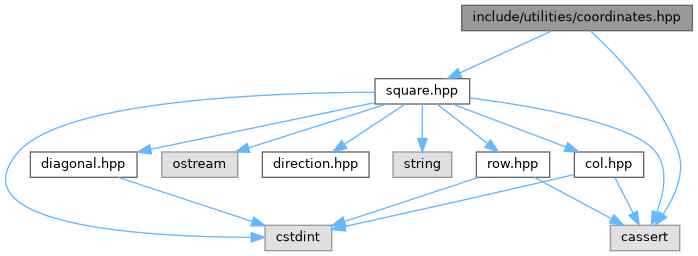 include/utilities/coordinates.hpp
square.hpp
diagonal.hpp
ostream
direction.hpp
string
row.hpp
col.hpp
cstdint
cassert